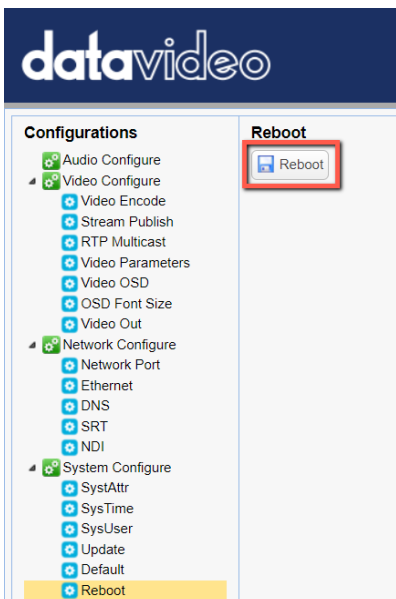 datavideo
Configurations
Audio Configure
Video Configure
Video Encode
Stream Publish
RTP Multicast
Video Parameters
Video OSD
OSD Font Size
Video Out
Network Configure
Network Port
Ethernet
DNS
SRT
NDI
System Configure
SystAttr
SysTime
SysUser
Update
Default
Reboot
Reboot
Reboot